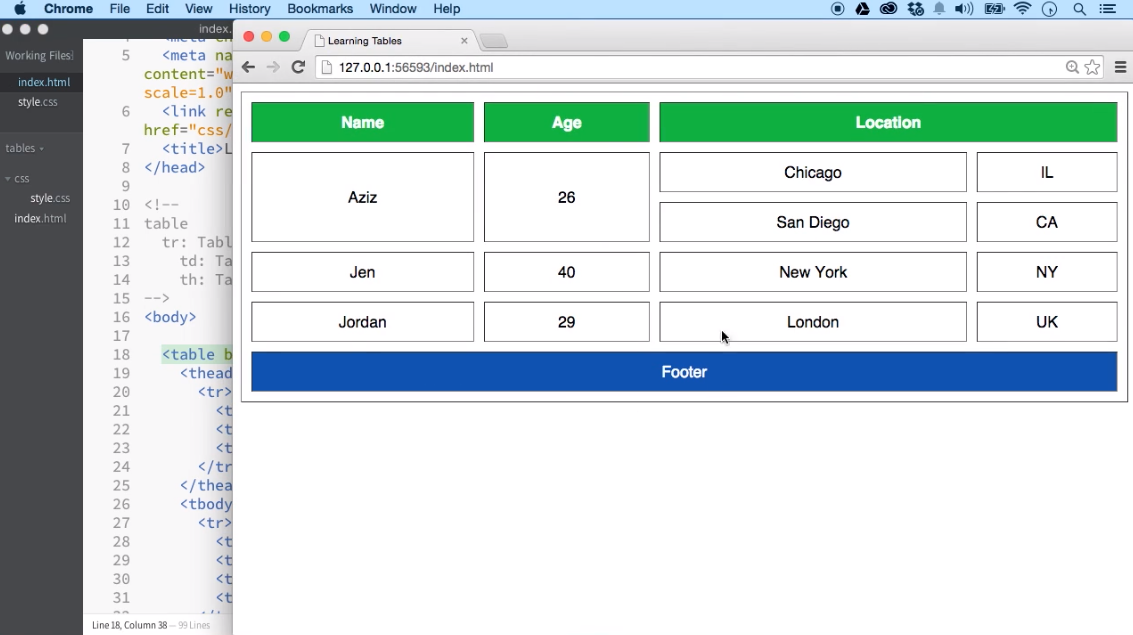 Chrome File Edit View History Bookmarks Window Help
index.
Learning Tables
127.0.0.1:56593/index.html
Working Files
index.html
style.css
tables
css
style.css
index.html
5 <meta na
content="w
scale=1.0"
6 <link re
href="css/
7 <title>L
8 </head>
9
10 <!--
11 table
12 tr: Tabl
13 td: Ta
14 th: Ta
15 -->
16 <body>
17
18 <table b
19 <thead
20 <tr>
21 <t
22 <t
23 <t
24 </tr
25 </thea
26 <tbody
27 <tr>
28 <t
29 <t
30 <t
31 <t
Line 18, Column 38 — 99 Lines
Name Age Location
Aziz 26 Chicago IL
San Diego CA
Jen 40 New York NY
Jordan 29 London UK
Footer